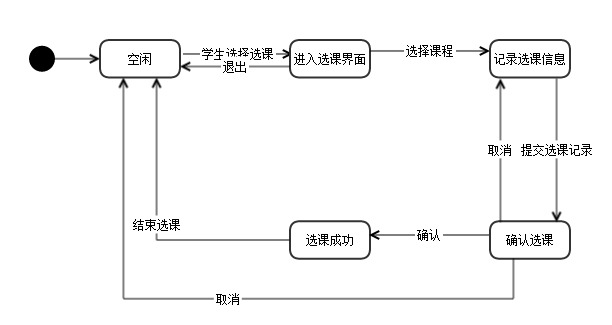 学生选择选课
选择课程
空闲
进入选课界面
记录选课信息
退出
取消
提交选课记录
结束选课
选课成功
确认
确认选课
取消